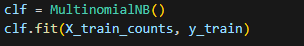 clf = MultinomialNB()
clf.fit(X_train_counts, y_train)